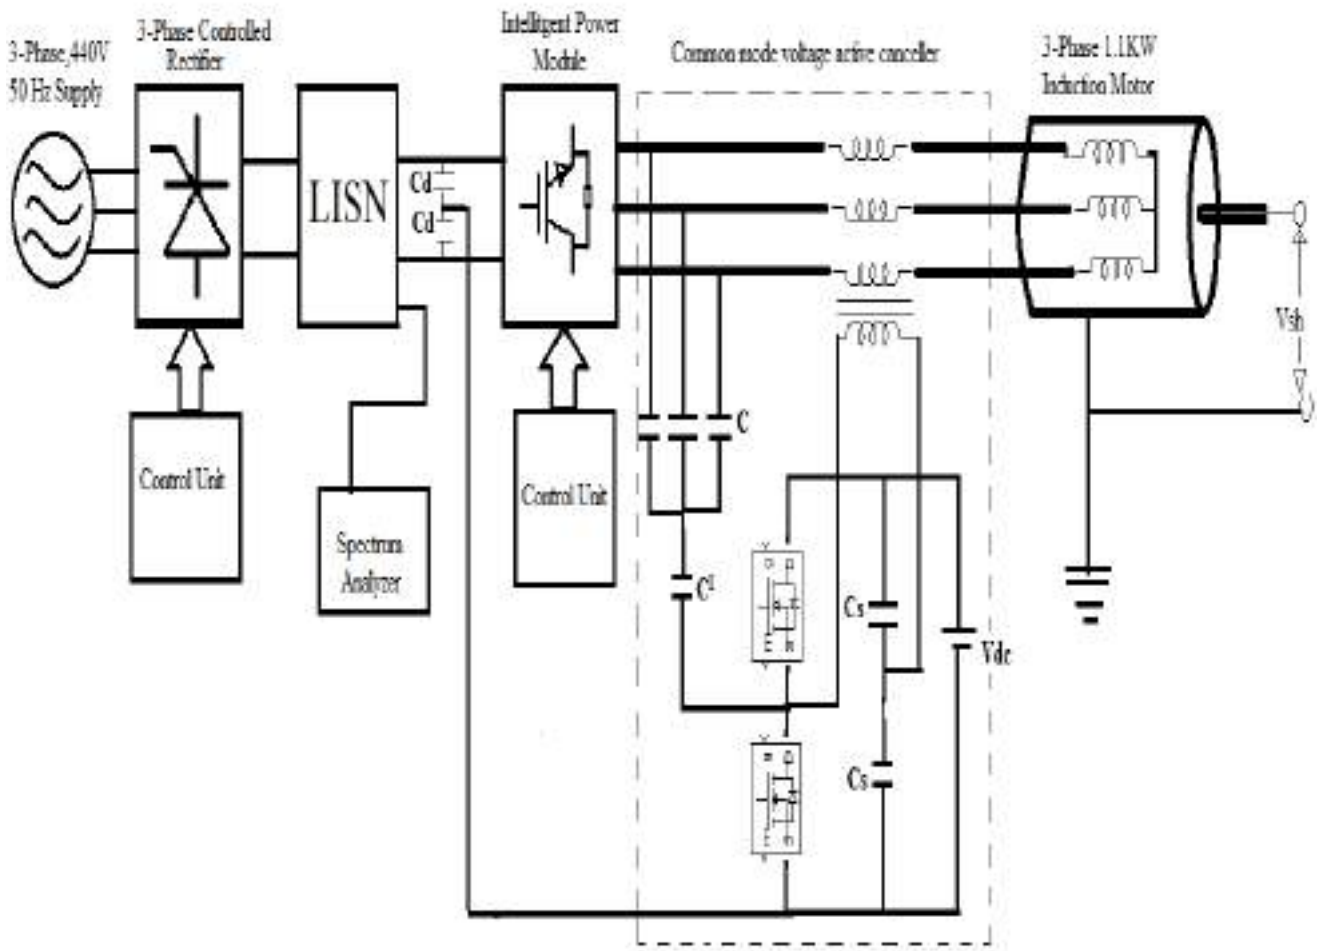 3-Phase,440V
50 Hz Supply
3-Phase Controlled
Rectifier
Intelligent Power
Module
Common mode voltage active canceller
3-Phase 1.1KW
Induction Motor
LISN
Cd
Cd
Vsh
Control Unit
Spectrum
Analyzer
Control Unit
C
Cs
Vdc
Cs